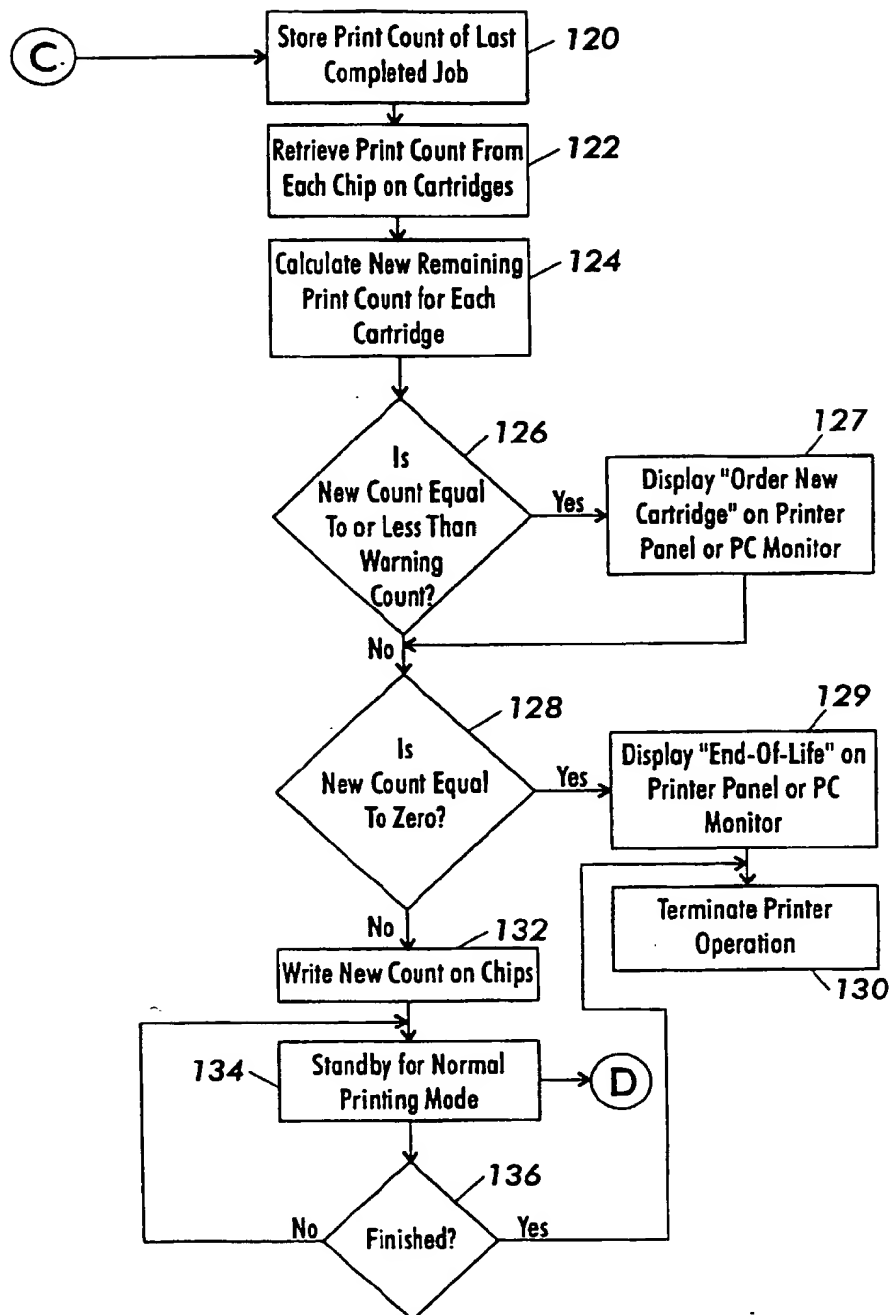 C
Store Print Count of Last
Completed Job
120
Retrieve Print Count From
Each Chip on Cartridges
122
Calculate New Remaining
Print Count for Each
Cartridge
124
Is
New Count Equal
To or Less Than
Warning
Count?
126
Yes
127
Display "Order New
Cartridge" on Printer
Panel or PC Monitor
No
Is
New Count Equal
To Zero?
128
Yes
129
Display "End-Of-Life" on
Printer Panel or PC
Monitor
Terminate Printer
Operation
130
No
132
Write New Count on Chips
134
Standby for Normal
Printing Mode
D
136
Finished?
No
Yes